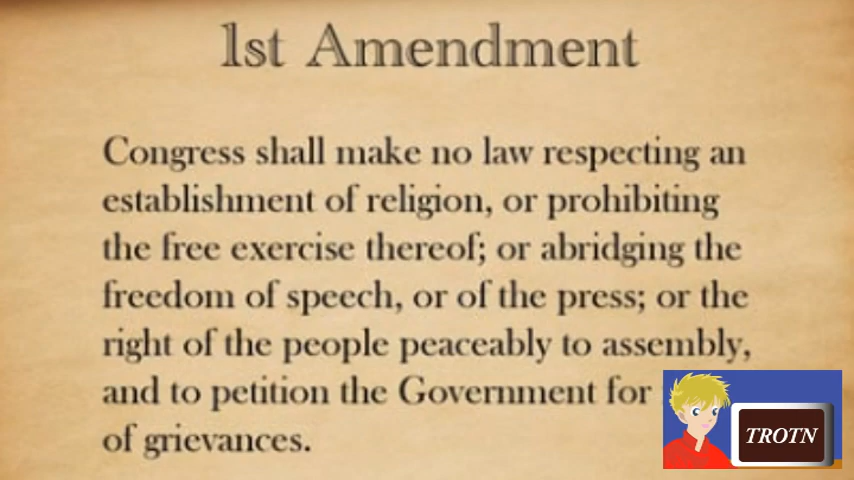 1st Amendment
Congress shall make no law respecting an
establishment of religion, or prohibiting
the free exercise thereof; or abridging the
freedom of speech, or of the press; or the
right of the people peaceably to assembly,
and to petition the Government for
of grievances.
TROTN